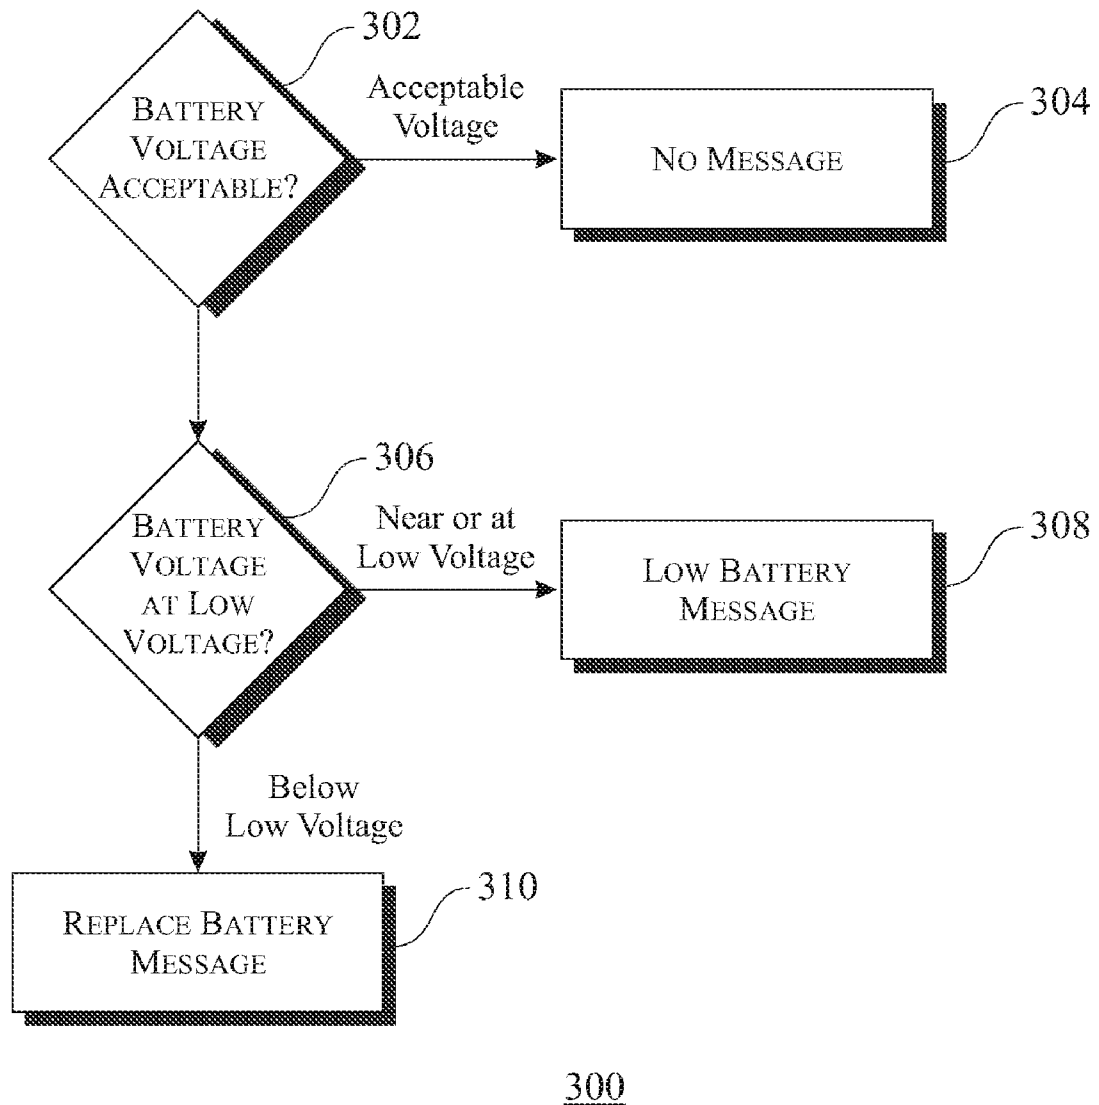 302
BATTERY
VOLTAGE
ACCEPTABLE?
Acceptable
Voltage
304
NO MESSAGE
306
BATTERY
VOLTAGE
AT LOW
VOLTAGE?
Near or at
Low Voltage
308
LOW BATTERY
MESSAGE
Below
Low Voltage
310
REPLACE BATTERY
MESSAGE
300